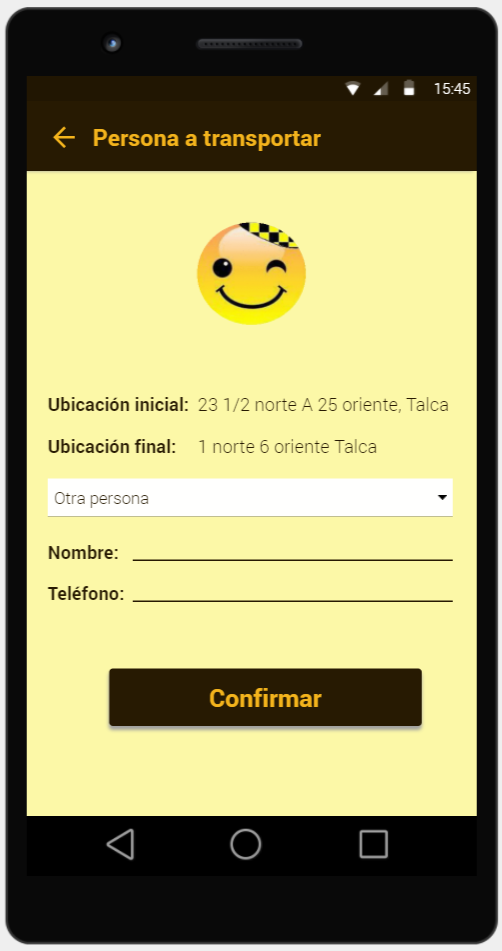 15:45
Persona a transportar
Ubicación inicial: 23 1/2 norte A 25 oriente, Talca
Ubicación final: 1 norte 6 oriente Talca
Otra persona
Nombre:
Teléfono:
Confirmar